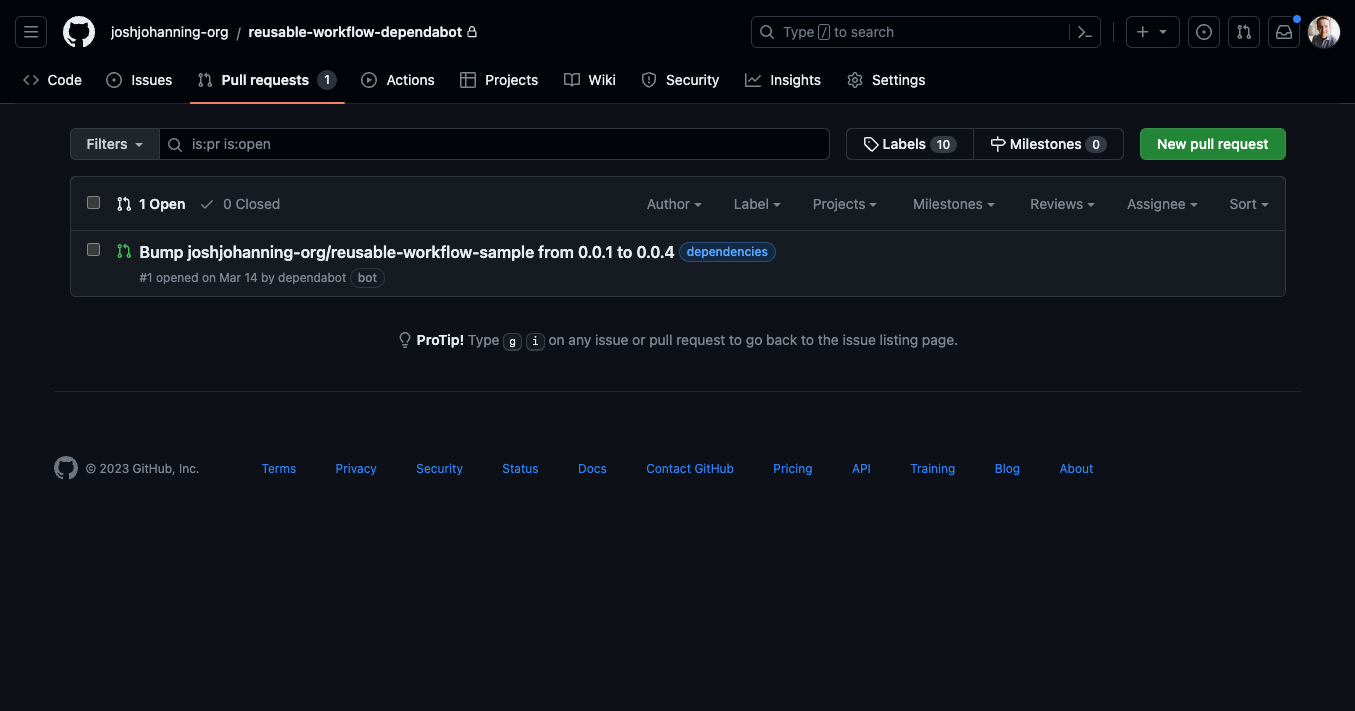 joshjohanning-org / reusable-workflow-dependabot Type / to search
Code Issues Pull requests 1 Actions Projects Wiki Security Insights Settings
Filters is:pr is:open Labels 10 Milestones 0 New pull request
1 Open 0 Closed Author Label Projects Milestones Reviews Assignee Sort
Bump joshjohanning-org/reusable-workflow-sample from 0.0.1 to 0.0.4 dependencies
#1 opened on Mar 14 by dependabot bot
ProTip! Type g i on any issue or pull request to go back to the issue listing page.
© 2023 GitHub, Inc. Terms Privacy Security Status Docs Contact GitHub Pricing API Training Blog About